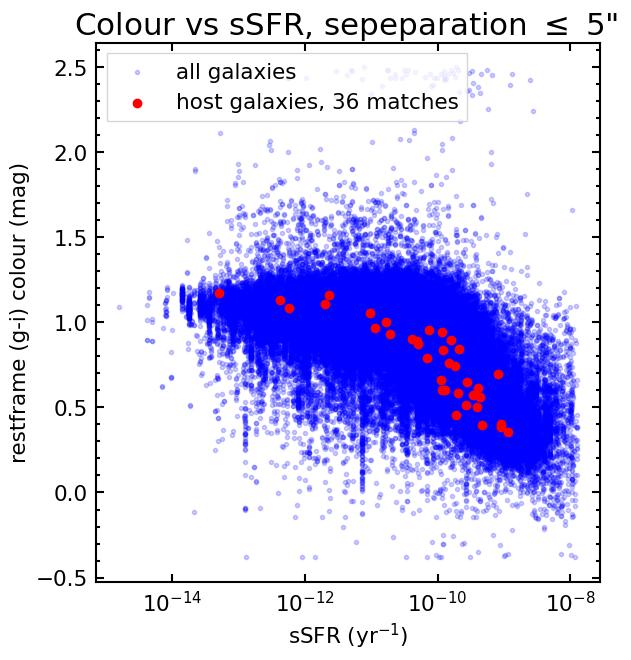 Colour vs sSFR, sepeparation ≤ 5"
all galaxies
host galaxies, 36 matches
restframe (g-i) colour (mag)
2.5
2.0
1.5
1.0
0.5
0.0
−0.5
10⁻¹⁴ 10⁻¹² 10⁻¹⁰ 10⁻⁸
sSFR (yr⁻¹)